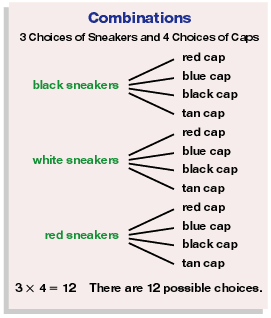 Combinations
3 Choices of Sneakers and 4 Choices of Caps
red cap
blue cap
black sneakers
black cap
tan cap
red cap
blue cap
white sneakers
black cap
tan cap
red cap
blue cap
red sneakers
black cap
tan cap
3 × 4 = 12 There are 12 possible choices.